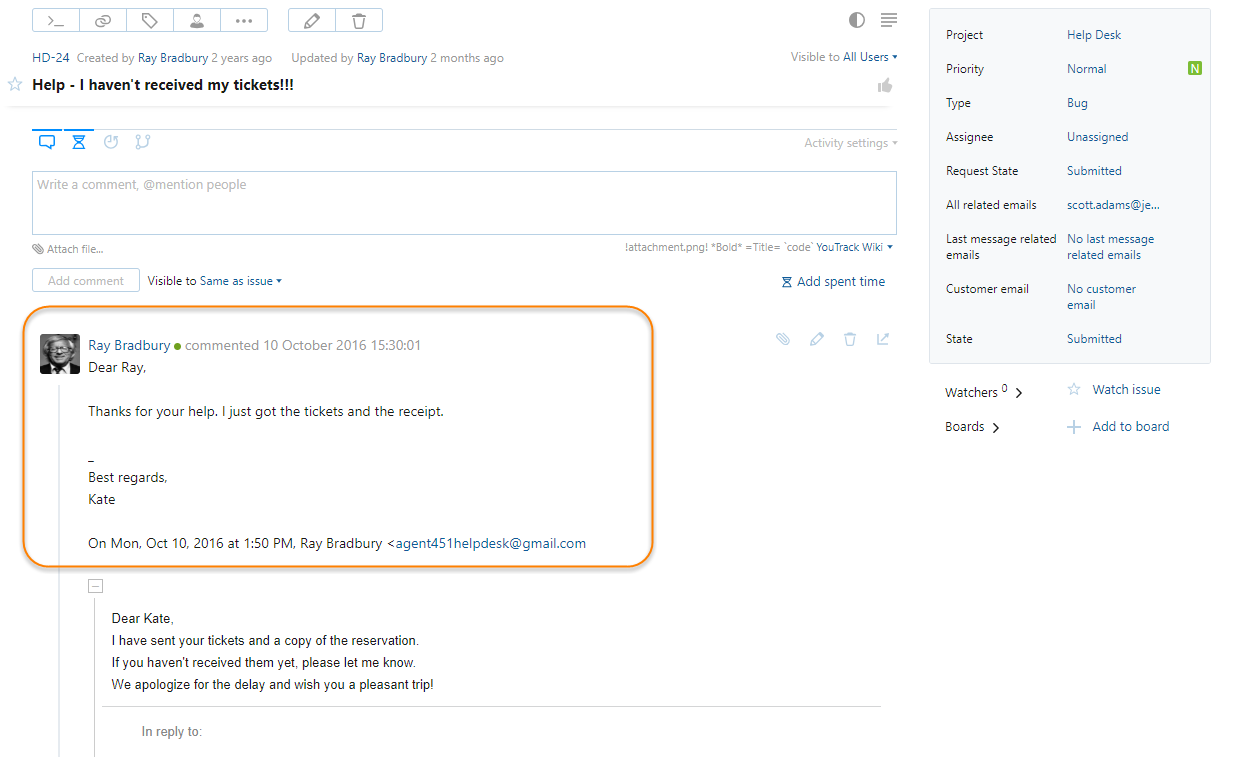 HD-24 Created by Ray Bradbury 2 years ago Updated by Ray Bradbury 2 months ago Visible to All Users
Help - I haven't received my tickets!!!
Activity settings
Write a comment, @mention people
Attach file...
!attachment.png! *Bold* =Title= `code` YouTrack Wiki
Add comment Visible to Same as issue Add spent time
Ray Bradbury commented 10 October 2016 15:30:01
Dear Ray,
Thanks for your help. I just got the tickets and the receipt.
_
Best regards,
Kate
On Mon, Oct 10, 2016 at 1:50 PM, Ray Bradbury <agent451helpdesk@gmail.com
Dear Kate,
I have sent your tickets and a copy of the reservation.
If you haven't received them yet, please let me know.
We apologize for the delay and wish you a pleasant trip!
In reply to:
Project Help Desk
Priority Normal N
Type Bug
Assignee Unassigned
Request State Submitted
All related emails scott.adams@je...
Last message related No last message
emails related emails
Customer email No customer
email
State Submitted
Watchers 0 Watch issue
Boards Add to board